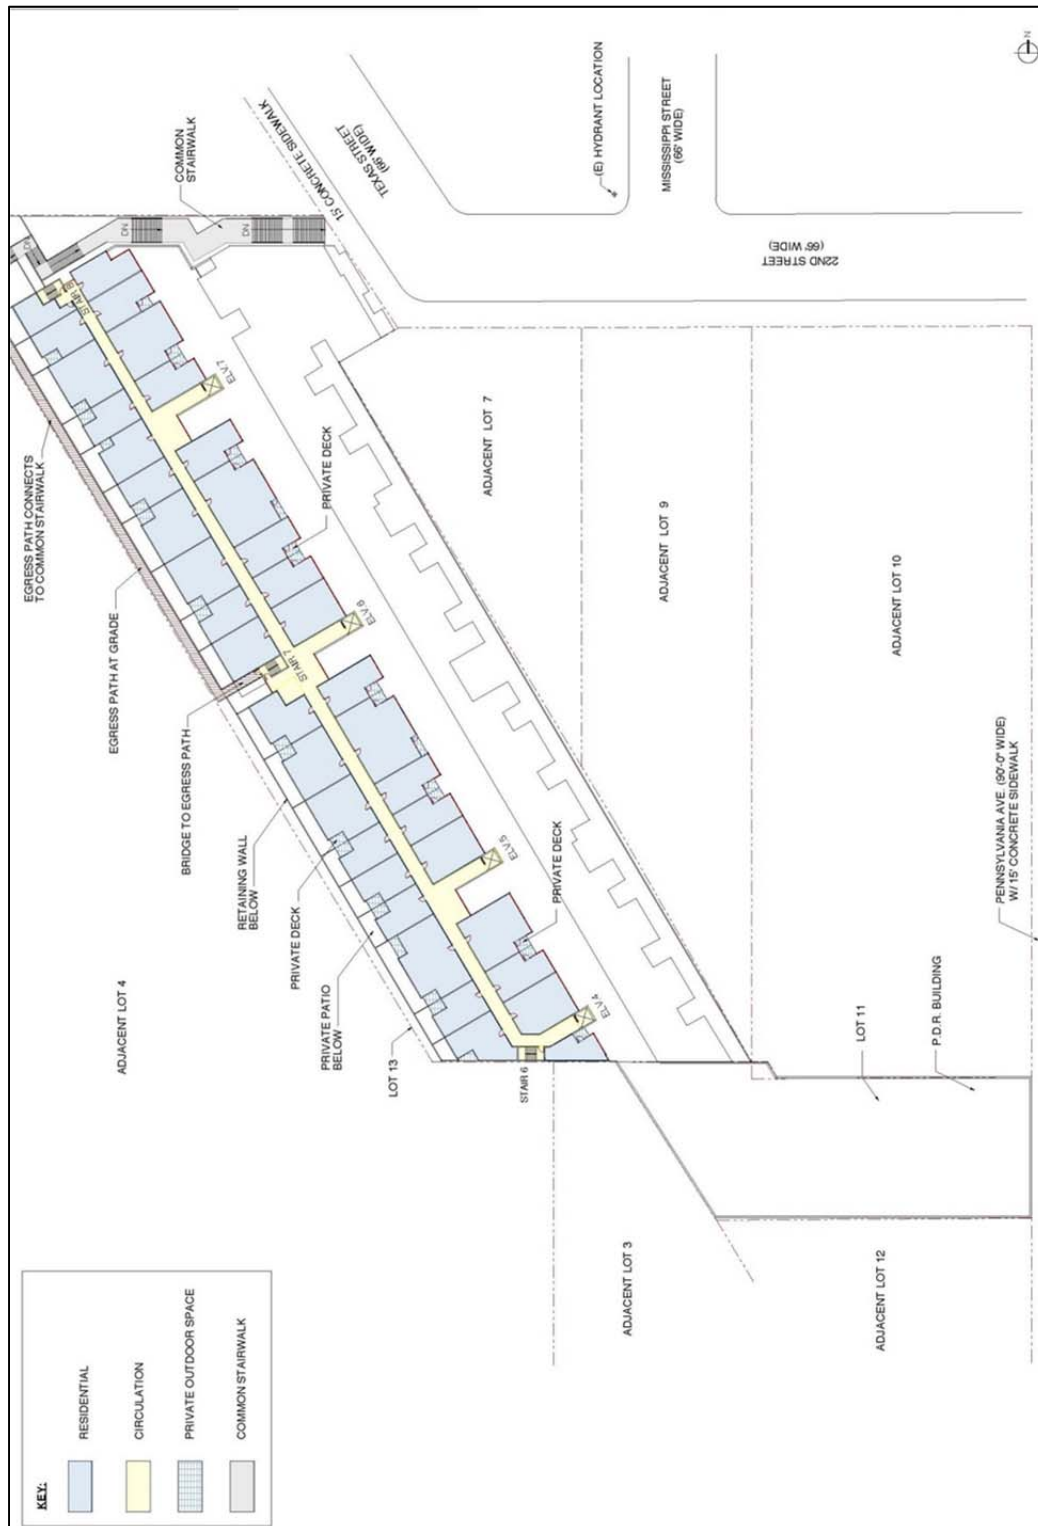 N
(E) HYDRANT LOCATION
MISSISSIPPI STREET
(66' WIDE)
TEXAS STREET
(66' WIDE)
15' CONCRETE SIDEWALK
22ND STREET
(66' WIDE)
COMMON
STAIRWALK
DN
DN
DN
STAIR 8
ELV.7
EGRESS PATH CONNECTS
TO COMMON STAIRWALK
EGRESS PATH AT GRADE
PRIVATE DECK
ELV.6
STAIR 7
BRIDGE TO EGRESS PATH
RETAINING WALL
BELOW
PRIVATE DECK
PRIVATE PATIO
BELOW
LOT 13
ELV.5
PRIVATE DECK
ELV.4
STAIR 6
ADJACENT LOT 4
ADJACENT LOT 7
ADJACENT LOT 9
ADJACENT LOT 10
PENNSYLVANIA AVE. (90'-0" WIDE)
W/ 15' CONCRETE SIDEWALK
LOT 11
P.D.R. BUILDING
ADJACENT LOT 3
ADJACENT LOT 12
KEY:
RESIDENTIAL
CIRCULATION
PRIVATE OUTDOOR SPACE
COMMON STAIRWALK